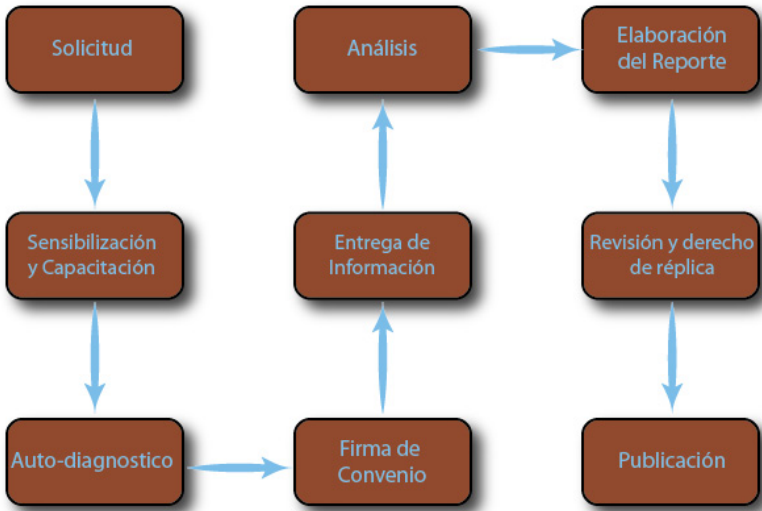 Solicitud
Sensibilización
y Capacitación
Auto-diagnostico
Firma de
Convenio
Entrega de
Información
Análisis
Elaboración
del Reporte
Revisión y derecho
de réplica
Publicación